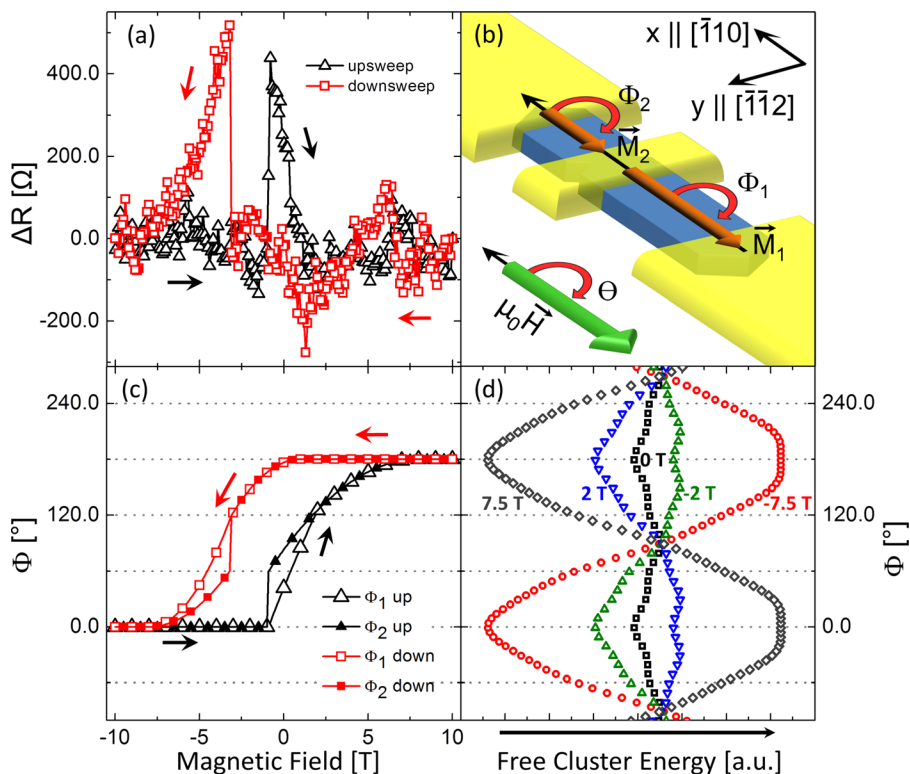 (a)
upsweep
downsweep
400.0
200.0
0.0
-200.0
ΔR [Ω]
(b)
x || [1̅10]
y || [1̅1̅2]
Φ₂
M⃗₂
Φ₁
M⃗₁
Θ
μ₀H⃗
(c)
240.0
120.0
0.0
Φ [°]
Φ₁ up
Φ₂ up
Φ₁ down
Φ₂ down
-10 -5 0 5 10
Magnetic Field [T]
(d)
7.5 T
2 T
0 T
-2 T
-7.5 T
240.0
120.0
0.0
Φ [°]
Free Cluster Energy [a.u.]